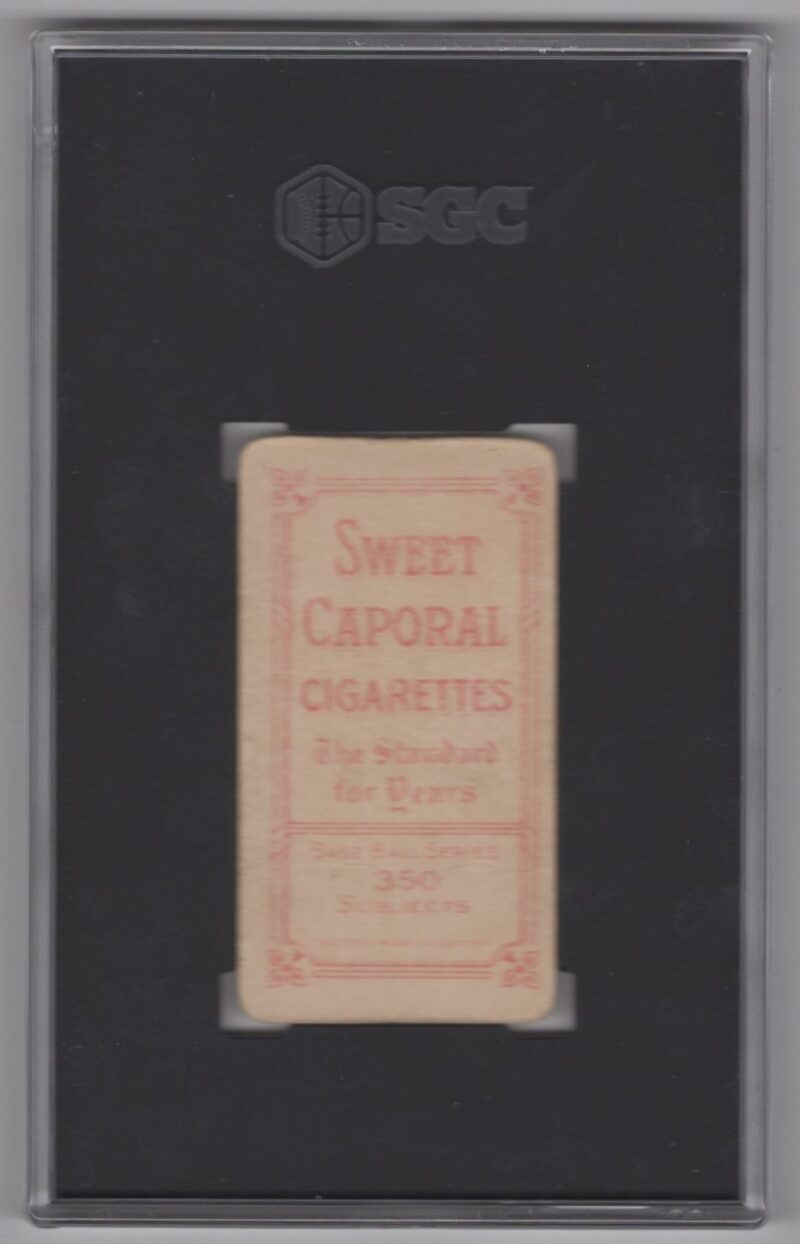 SGC
SWEET
CAPORAL
CIGARETTES
The Standard
for Years
BASE BALL SERIES
350
SUBJECTS